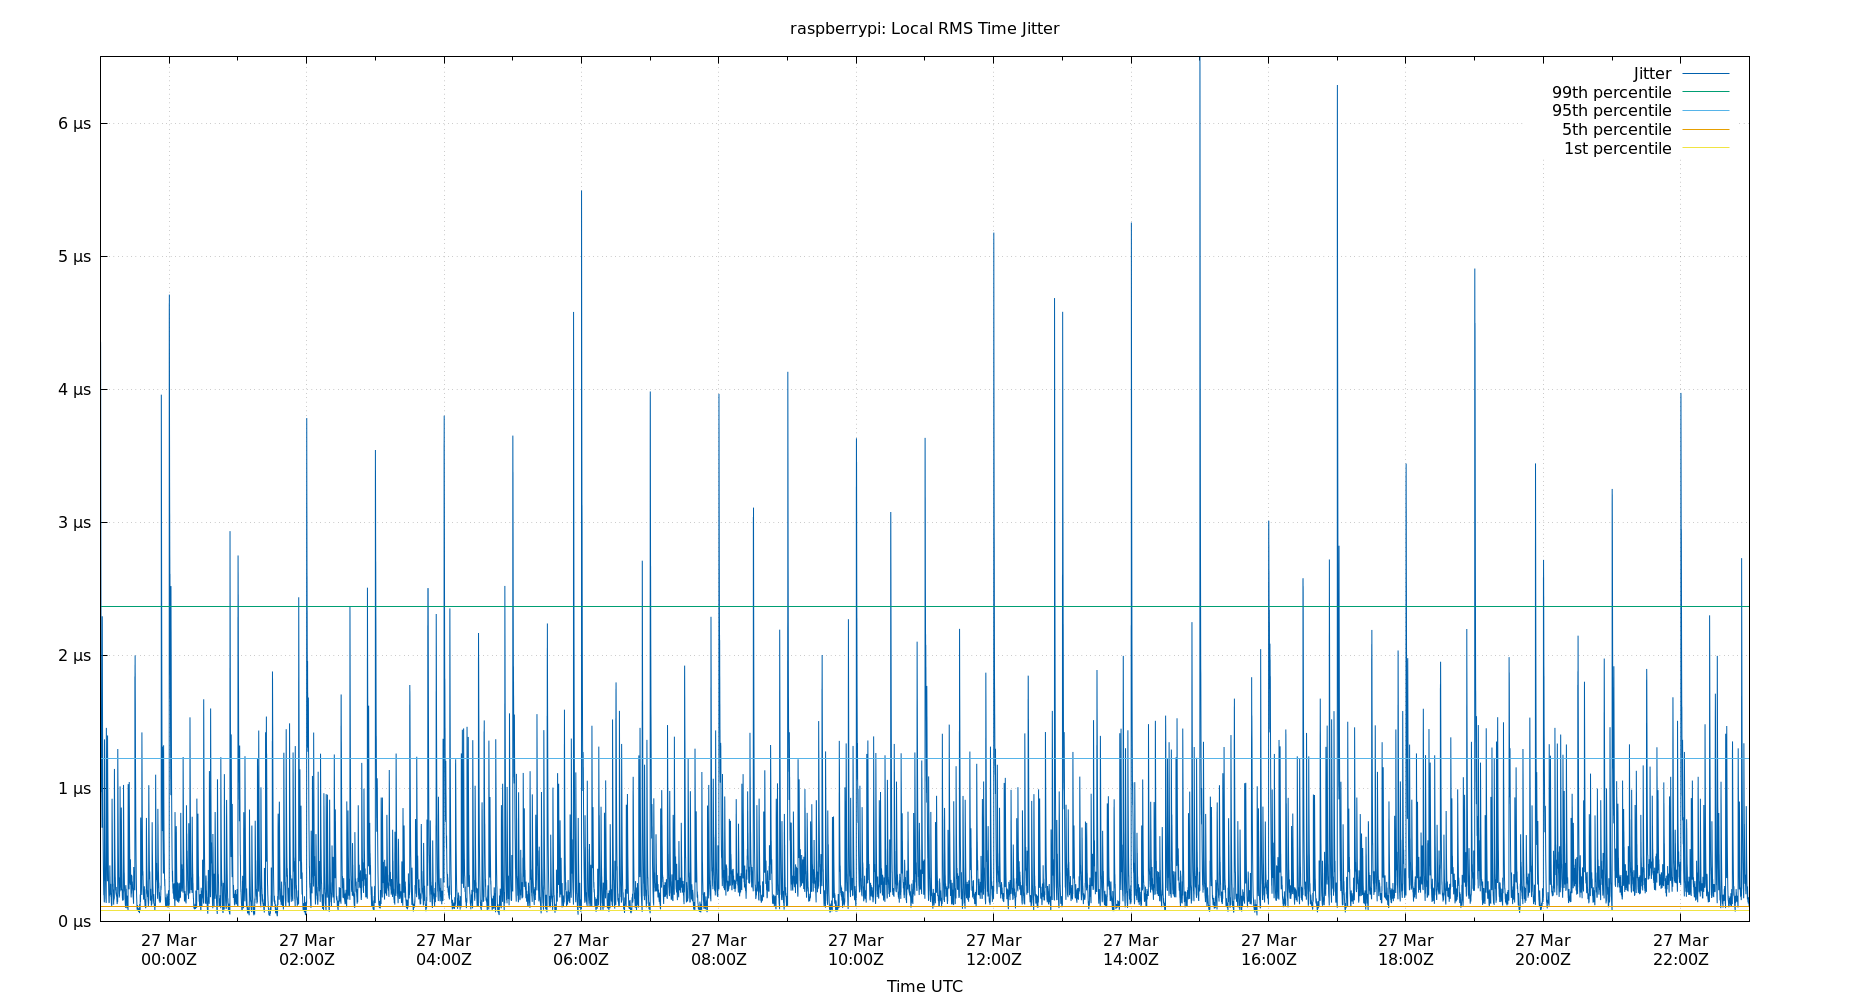 raspberrypi: Local RMS Time Jitter
Jitter
99th percentile
95th percentile
5th percentile
1st percentile
6 µs
5 µs
4 µs
3 µs
2 µs
1 µs
0 µs
27 Mar 27 Mar 27 Mar 27 Mar 27 Mar 27 Mar 27 Mar 27 Mar 27 Mar 27 Mar 27 Mar 27 Mar
00:00Z 02:00Z 04:00Z 06:00Z 08:00Z 10:00Z 12:00Z 14:00Z 16:00Z 18:00Z 20:00Z 22:00Z
Time UTC